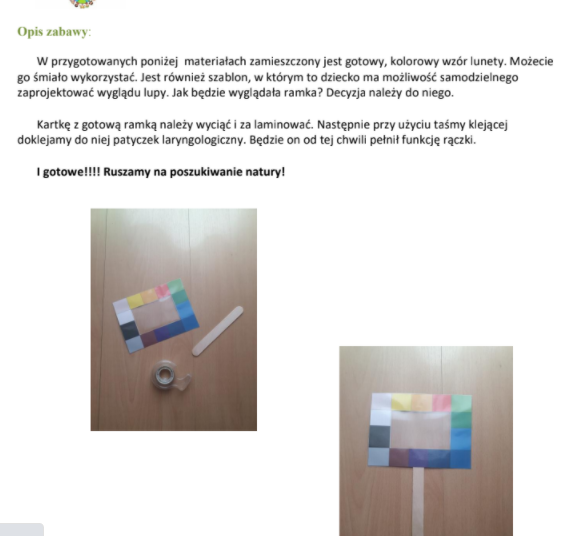 Opis zabawy:
W przygotowanych poniżej materiałach zamieszczony jest gotowy, kolorowy wzór lunety. Możecie
go śmiało wykorzystać. Jest również szablon, w którym to dziecko ma możliwość samodzielnego
zaprojektować wyglądu lupy. Jak będzie wyglądała ramka? Decyzja należy do niego.
Kartkę z gotową ramką należy wyciąć i za laminować. Następnie przy użyciu taśmy klejącej
doklejamy do niej patyczek laryngologiczny. Będzie on od tej chwili pełnił funkcję rączki.
I gotowe!!!! Ruszamy na poszukiwanie natury!